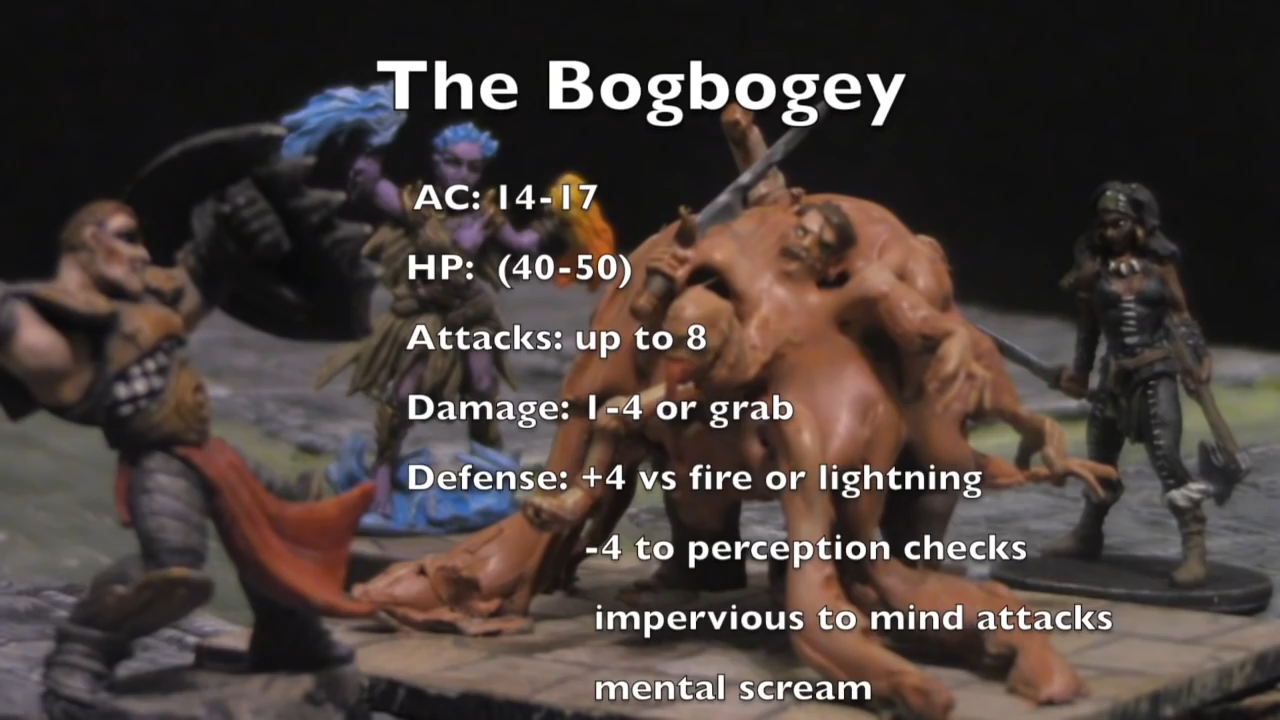 The Bogbogey
AC: 14-17
HP: (40-50)
Attacks: up to 8
Damage: 1-4 or grab
Defense: +4 vs fire or lightning
-4 to perception checks
impervious to mind attacks
mental scream